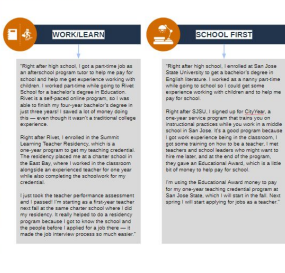 WORK/LEARN
"Right after high school, I got a part-time job as
an afterschool program tutor to help me pay for
school and help me get experience working with
children. I worked part-time while going to River
School for a bachelor's degree in Education.
River is a self-paced online program, so I was
able to finish my four-year bachelor's degree in
just three years! I saved a lot of money doing
this — even though it wasn't a traditional college
experience.
Right after River, I enrolled in the Summit
Learning Teacher Residency, which is a
one-year program to get my teaching credential.
The residency placed me at a charter school in
the East Bay, where I worked in the classroom
alongside an experienced teacher for one year
while also completing the schoolwork for my
credential.
I just took the teacher performance assessment
and I passed! I'm starting as a first-year teacher
next fall at the same charter school where I did
my residency. It really helped to do a residency
program because I got to know the school and
the people before I applied for a job there — it
made the job interview process so much easier."
SCHOOL FIRST
"Right after high school, I enrolled at San Jose
State University to get a bachelor's degree in
English literature. I worked as a nanny part-time
while going to school so I could get some
experience working with children and to help me
pay for school.
Right after SJSU, I signed up for CityYear, a
one-year service program that trains you on
instructional practices while you work in a middle
school in San Jose. It's a good program because
I got work experience being in the classroom, I
got some training on how to be a teacher, I met
teachers and school leaders who might want to
hire me later, and at the end of the program,
they gave us an Educational Award, which is a little
bit of money to help pay for school.
I'm using the Educational Award money to pay
for my one-year teaching credential program at
San Jose State, which I will start in the fall. Next
spring I will start applying for jobs as a teacher."